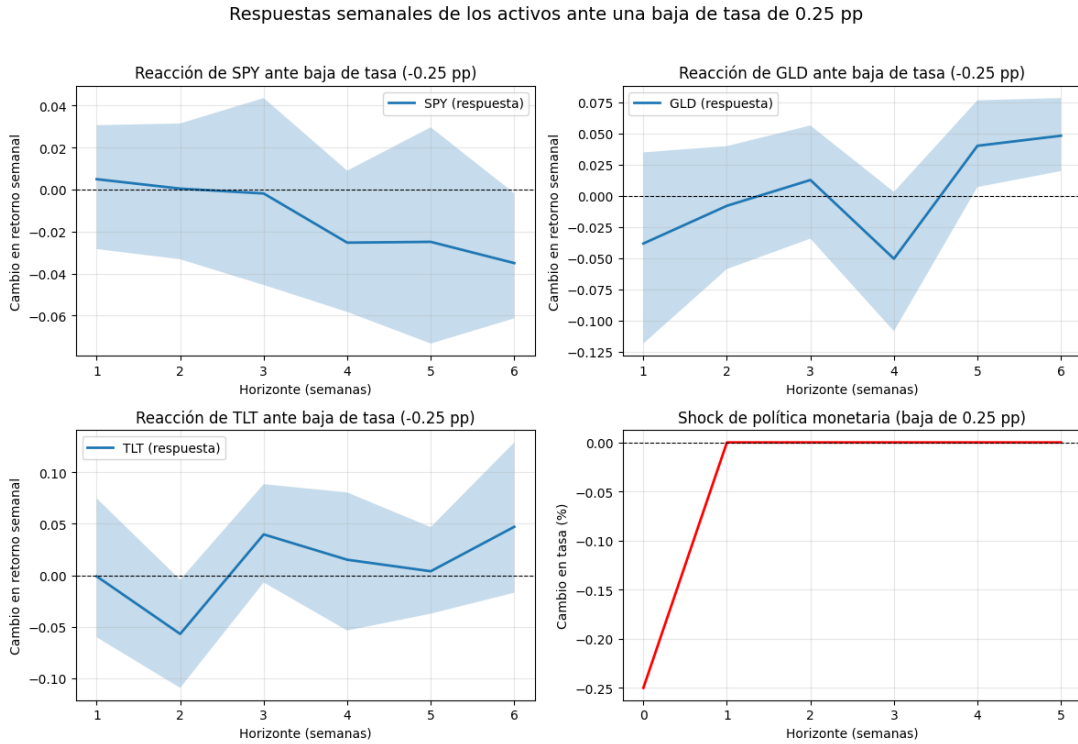 Respuestas semanales de los activos ante una baja de tasa de 0.25 pp
Reacción de SPY ante baja de tasa (-0.25 pp)
SPY (respuesta)
Cambio en retorno semanal
0.04
0.02
0.00
−0.02
−0.04
−0.06
1 2 3 4 5 6
Horizonte (semanas)
Reacción de GLD ante baja de tasa (-0.25 pp)
GLD (respuesta)
Cambio en retorno semanal
0.075
0.050
0.025
0.000
−0.025
−0.050
−0.075
−0.100
−0.125
1 2 3 4 5 6
Horizonte (semanas)
Reacción de TLT ante baja de tasa (-0.25 pp)
TLT (respuesta)
Cambio en retorno semanal
0.10
0.05
0.00
−0.05
−0.10
1 2 3 4 5 6
Horizonte (semanas)
Shock de política monetaria (baja de 0.25 pp)
Cambio en tasa (%)
0.00
−0.05
−0.10
−0.15
−0.20
−0.25
0 1 2 3 4 5
Horizonte (semanas)